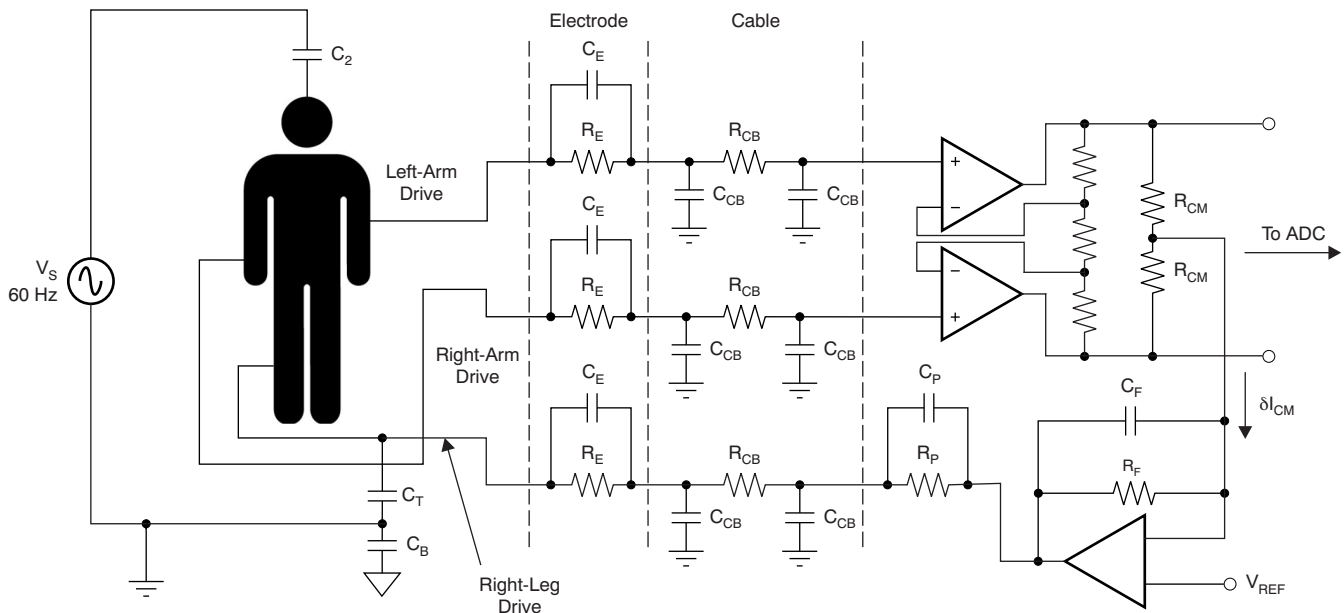 Electrode
Cable
C2
CE
RE
RCB
CCB
CCB
Left-Arm
Drive
+
−
RCM
RCM
To ADC
VS
60 Hz
CE
RE
RCB
CCB
CCB
−
+
Right-Arm
Drive
CE
RE
RCB
CCB
CCB
CP
RP
CF
δICM
RF
CT
CB
Right-Leg
Drive
VREF